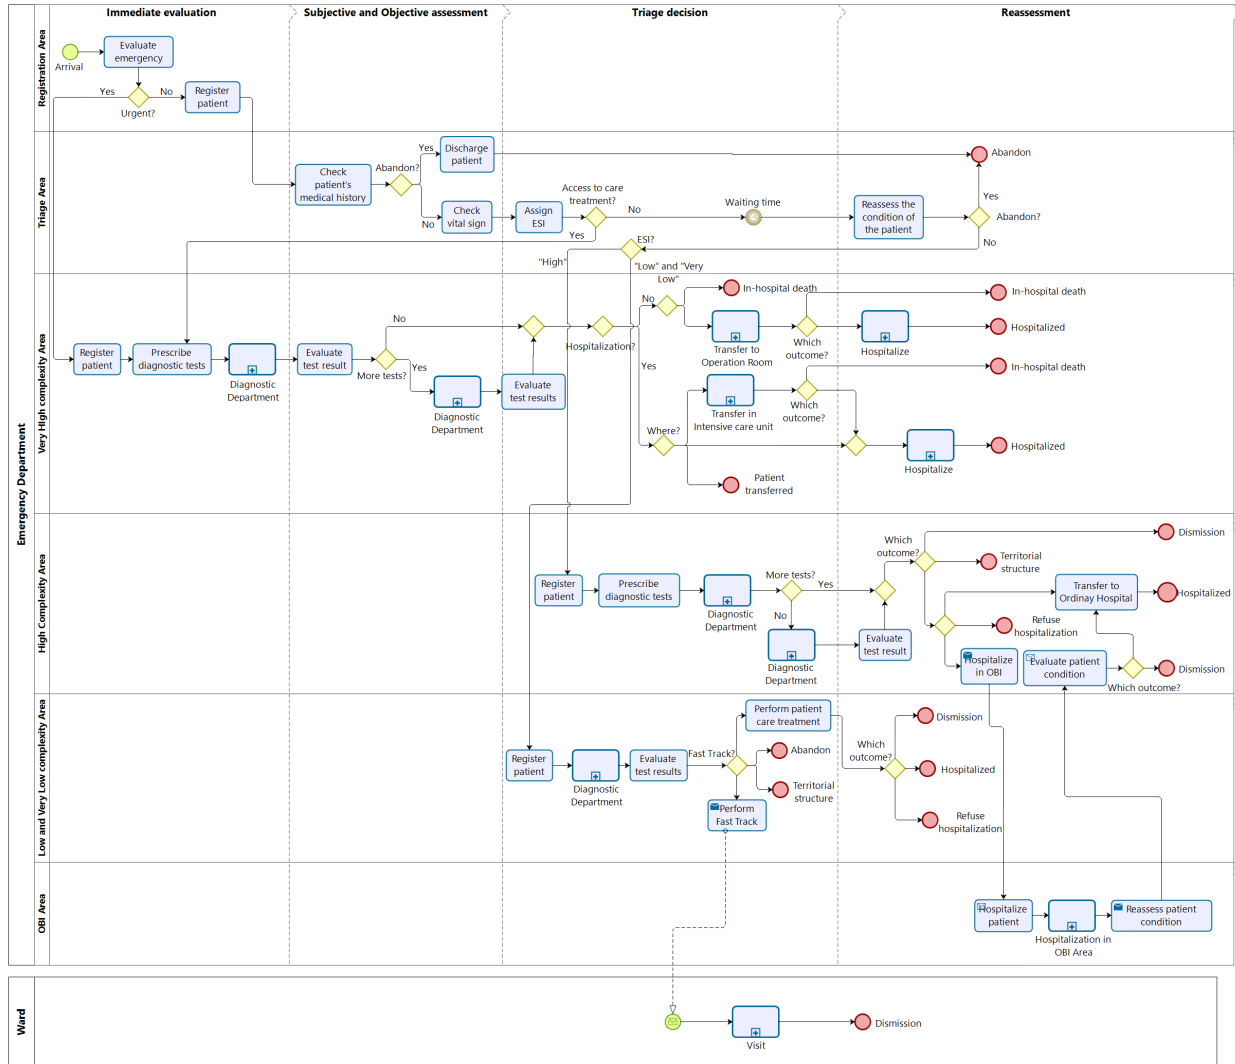 Immediate evaluation
Subjective and Objective assessment
Triage decision
Reassessment
Emergency Department
Registration Area
Arrival
Evaluate
emergency
Yes
No
Urgent?
Register
patient
Triage Area
Check
patient's
medical history
Abandon?
Yes
No
Discharge
patient
Check
vital sign
Assign
ESI
Access to care
treatment?
No
Yes
Waiting time
Reassess the
condition of
the patient
Abandon
Yes
Abandon?
No
ESI?
"High"
"Low" and "Very
Low"
Very HIgh complexity Area
Register
patient
Prescribe
diagnostic tests
Diagnostic
Department
Evaluate
test result
No
More tests?
Yes
Diagnostic
Department
Evaluate
test results
Hospitalization?
No
Yes
In-hospital death
Transfer to
Operation Room
Which
outcome?
In-hospital death
Hospitalize
Hospitalized
Where?
Transfer in
Intensive care unit
Which
outcome?
In-hospital death
Hospitalize
Hospitalized
Patient
transferred
High complexity Area
Register
patient
Prescribe
diagnostic tests
Diagnostic
Department
More tests?
Yes
No
Diagnostic
Department
Evaluate
test result
Which
outcome?
Dismission
Territorial
structure
Transfer to
Ordinay Hospital
Hospitalized
Refuse
hospitalization
Hospitalize
in OBI
Evaluate patient
condition
Which outcome?
Dismission
Low and Very Low complexity Area
Register
patient
Diagnostic
Department
Evaluate
test results
Fast Track?
Perform patient
care treatment
Abandon
Territorial
structure
Perform
Fast Track
Which
outcome?
Dismission
Hospitalized
Refuse
hospitalization
OBI Area
Hospitalize
patient
Hospitalization in
OBI Area
Reassess patient
condition
Ward
Visit
Dismission